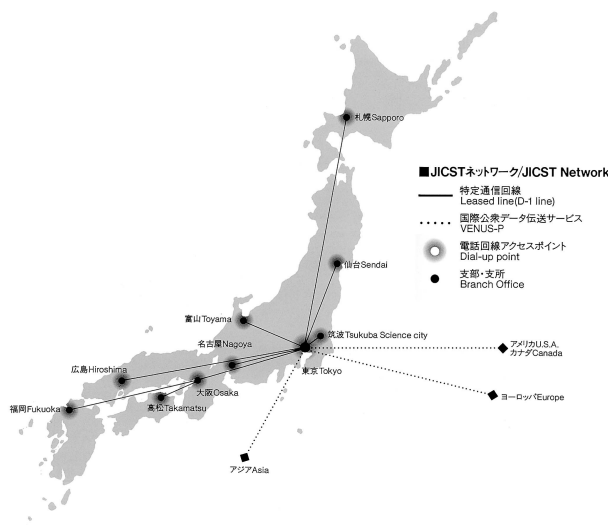 札幌Sapporo
■JICSTネットワーク/JICST Network
特定通信回線
Leased line(D-1 line)
国際公衆データ伝送サービス
VENUS-P
電話回線アクセスポイント
Dial-up point
支部・支所
Branch Office
仙台Sendai
富山Toyama
筑波Tsukuba Science city
名古屋Nagoya
アメリカU.S.A.
カナダCanada
広島Hiroshima
東京Tokyo
大阪Osaka
ヨーロッパEurope
福岡Fukuoka
高松Takamatsu
アジアAsia